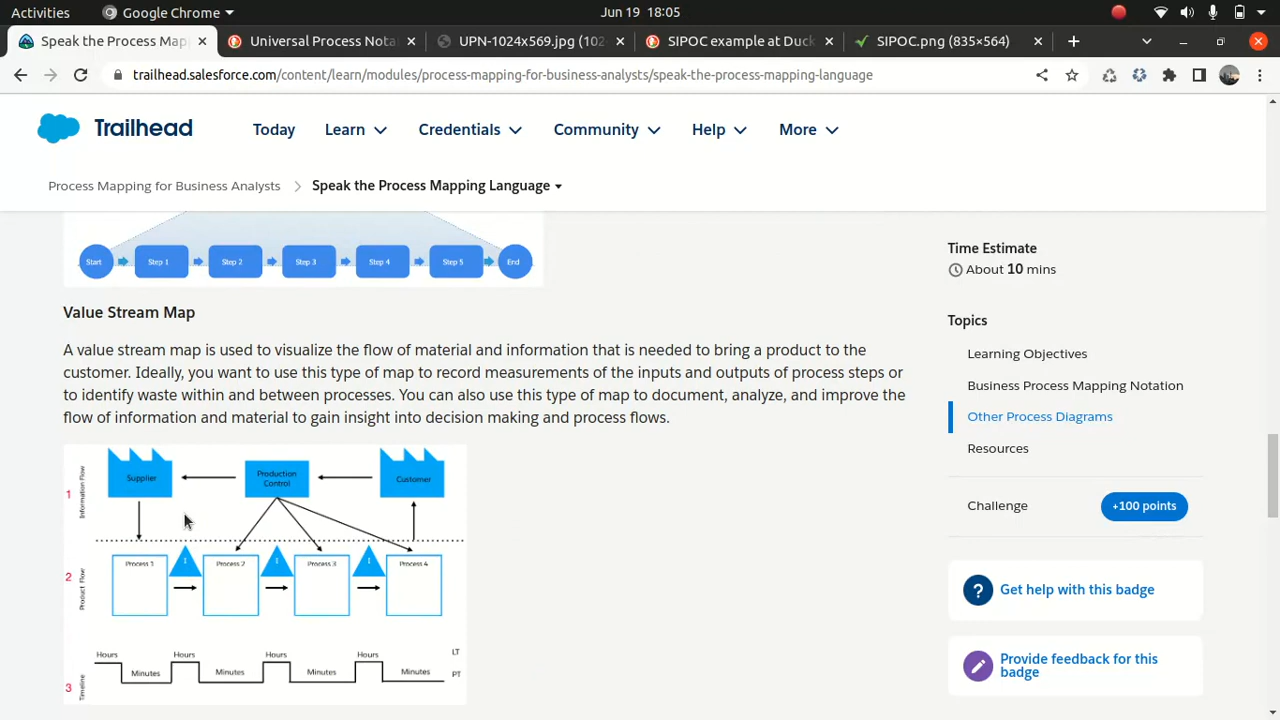 Activities
Google Chrome
Jun 19 18:05
Speak the Process Map
Universal Process Nota
UPN-1024x569.jpg (102
SIPOC example at Duck
SIPOC.png (835×564)
trailhead.salesforce.com/content/learn/modules/process-mapping-for-business-analysts/speak-the-process-mapping-language
Trailhead
Today
Learn
Credentials
Community
Help
More
Process Mapping for Business Analysts
Speak the Process Mapping Language
Start
Step 1
Step 2
Step 3
Step 4
Step 5
End
Value Stream Map
A value stream map is used to visualize the flow of material and information that is needed to bring a product to the
customer. Ideally, you want to use this type of map to record measurements of the inputs and outputs of process steps or
to identify waste within and between processes. You can also use this type of map to document, analyze, and improve the
flow of information and material to gain insight into decision making and process flows.
1
Information Flow
Supplier
Production
Control
Customer
2
Product Flow
Process 1
I
Process 2
I
Process 3
I
Process 4
3
Timeline
Hours
Minutes
Hours
Minutes
Hours
Minutes
Hours
Minutes
LT
PT
Time Estimate
About 10 mins
Topics
Learning Objectives
Business Process Mapping Notation
Other Process Diagrams
Resources
Challenge
+100 points
?
Get help with this badge
Provide feedback for this
badge